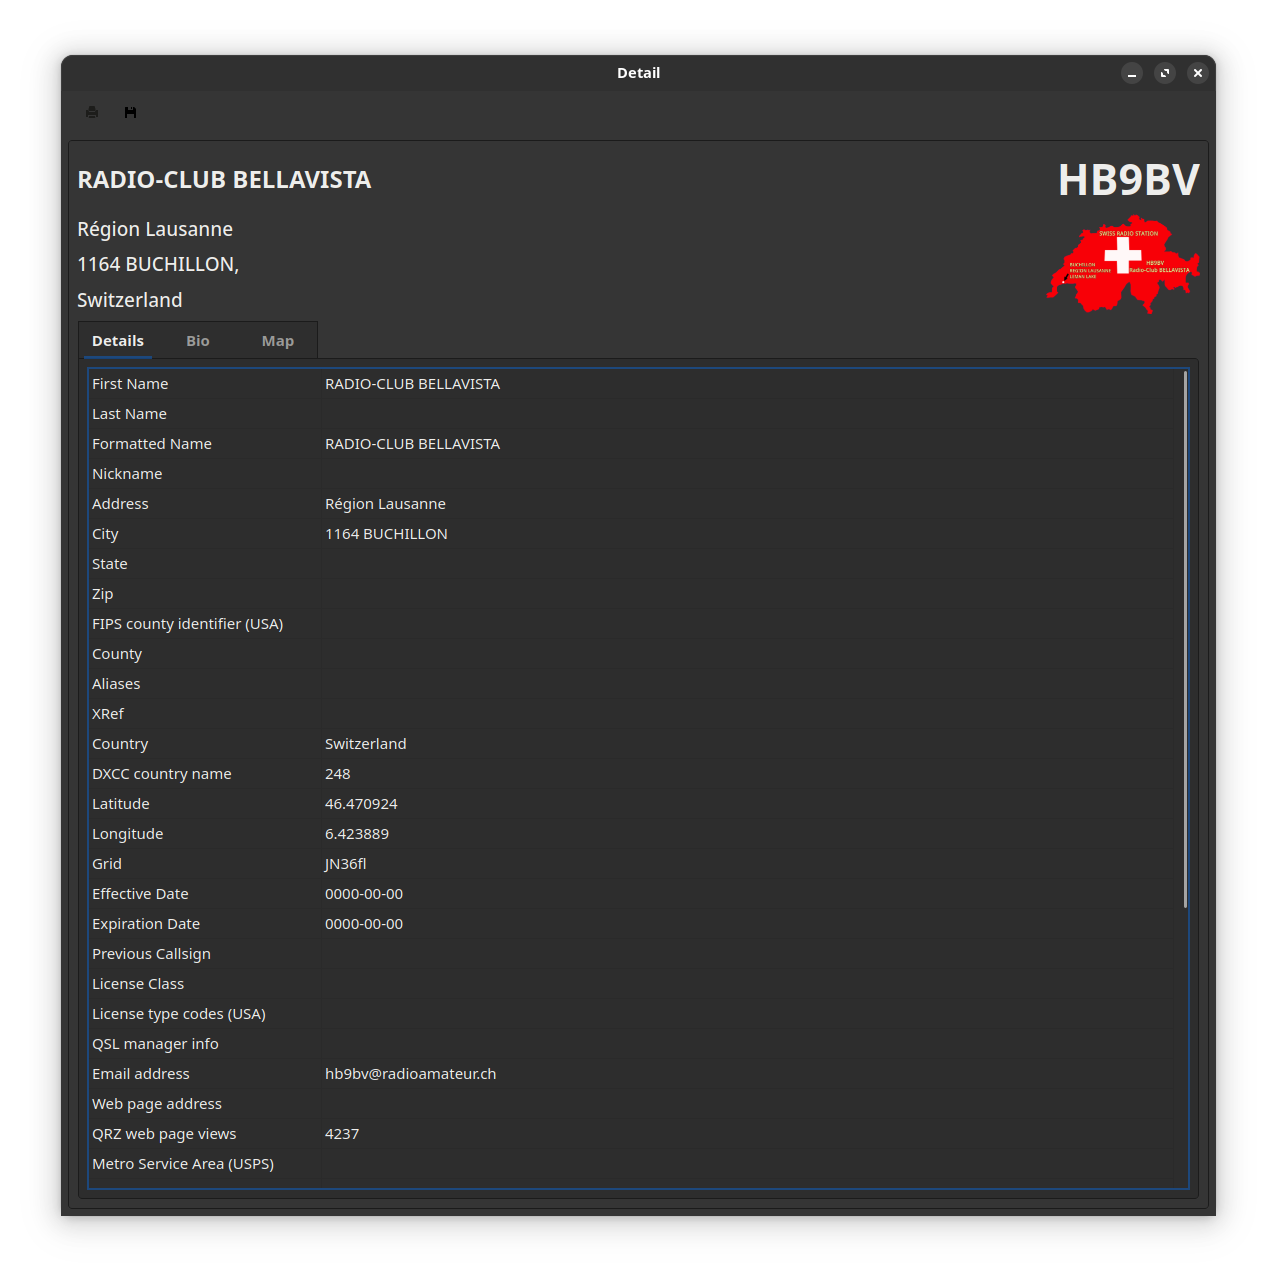 Detail
RADIO-CLUB BELLAVISTA
HB9BV
Région Lausanne
1164 BUCHILLON,
Switzerland
SWISS RADIO STATION
BUCHILLON
REGION LAUSANNE
LEMAN LAKE
HB9BV
Radio-Club BELLAVISTA
Details Bio Map
First Name RADIO-CLUB BELLAVISTA
Last Name
Formatted Name RADIO-CLUB BELLAVISTA
Nickname
Address Région Lausanne
City 1164 BUCHILLON
State
Zip
FIPS county identifier (USA)
County
Aliases
XRef
Country Switzerland
DXCC country name 248
Latitude 46.470924
Longitude 6.423889
Grid JN36fl
Effective Date 0000-00-00
Expiration Date 0000-00-00
Previous Callsign
License Class
License type codes (USA)
QSL manager info
Email address hb9bv@radioamateur.ch
Web page address
QRZ web page views 4237
Metro Service Area (USPS)